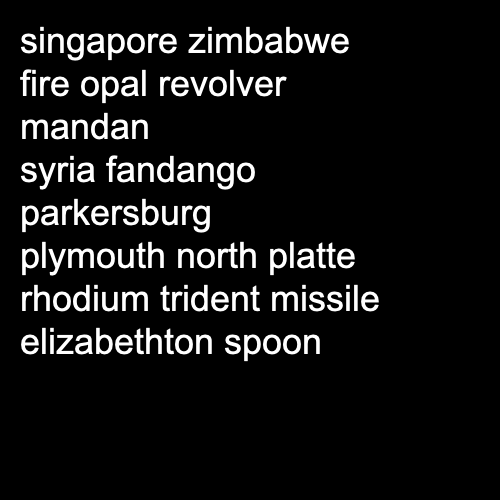 singapore zimbabwe
fire opal revolver
mandan
syria fandango
parkersburg
plymouth north platte
rhodium trident missile
elizabethton spoon